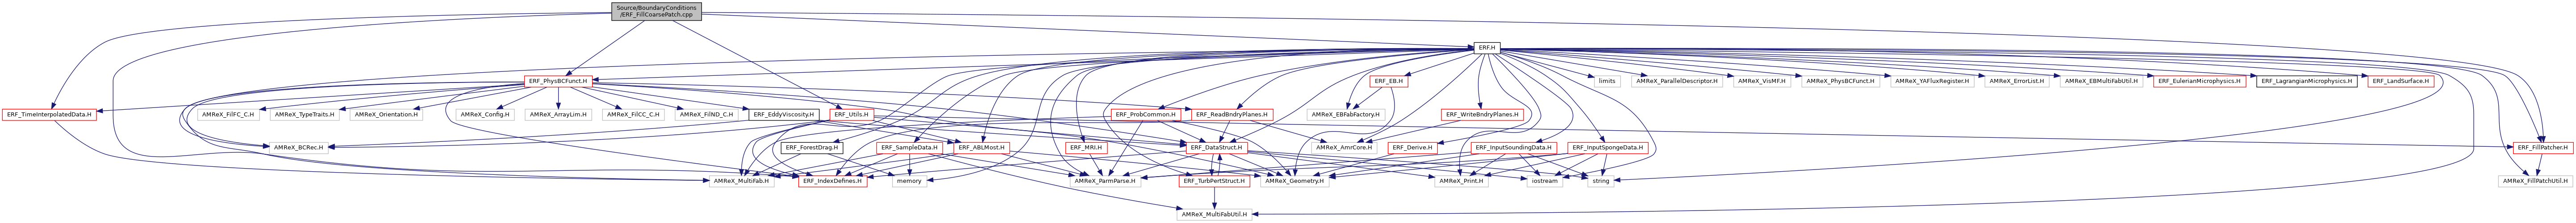 Source/BoundaryConditions
/ERF_FillCoarsePatch.cpp
ERF.H
ERF_PhysBCFunct.H
ERF_EB.H
limits
AMReX_ParallelDescriptor.H
AMReX_VisMF.H
AMReX_PhysBCFunct.H
AMReX_YAFluxRegister.H
AMReX_ErrorList.H
AMReX_EBMultiFabUtil.H
ERF_EulerianMicrophysics.H
ERF_LagrangianMicrophysics.H
ERF_LandSurface.H
ERF_TimeInterpolatedData.H
AMReX_FilFC_C.H
AMReX_TypeTraits.H
AMReX_Orientation.H
AMReX_Config.H
AMReX_ArrayLim.H
AMReX_FilCC_C.H
AMReX_FilND_C.H
ERF_EddyViscosity.H
ERF_Utils.H
ERF_ProbCommon.H
ERF_ReadBndryPlanes.H
AMReX_EBFabFactory.H
ERF_WriteBndryPlanes.H
AMReX_BCRec.H
ERF_ForestDrag.H
ERF_SampleData.H
ERF_ABLMost.H
ERF_MRI.H
ERF_DataStruct.H
AMReX_AmrCore.H
ERF_Derive.H
ERF_InputSoundingData.H
ERF_InputSpongeData.H
ERF_FillPatcher.H
AMReX_MultiFab.H
ERF_IndexDefines.H
memory
AMReX_ParmParse.H
ERF_TurbPertStruct.H
AMReX_Geometry.H
AMReX_Print.H
iostream
string
AMReX_FillPatchUtil.H
AMReX_MultiFabUtil.H